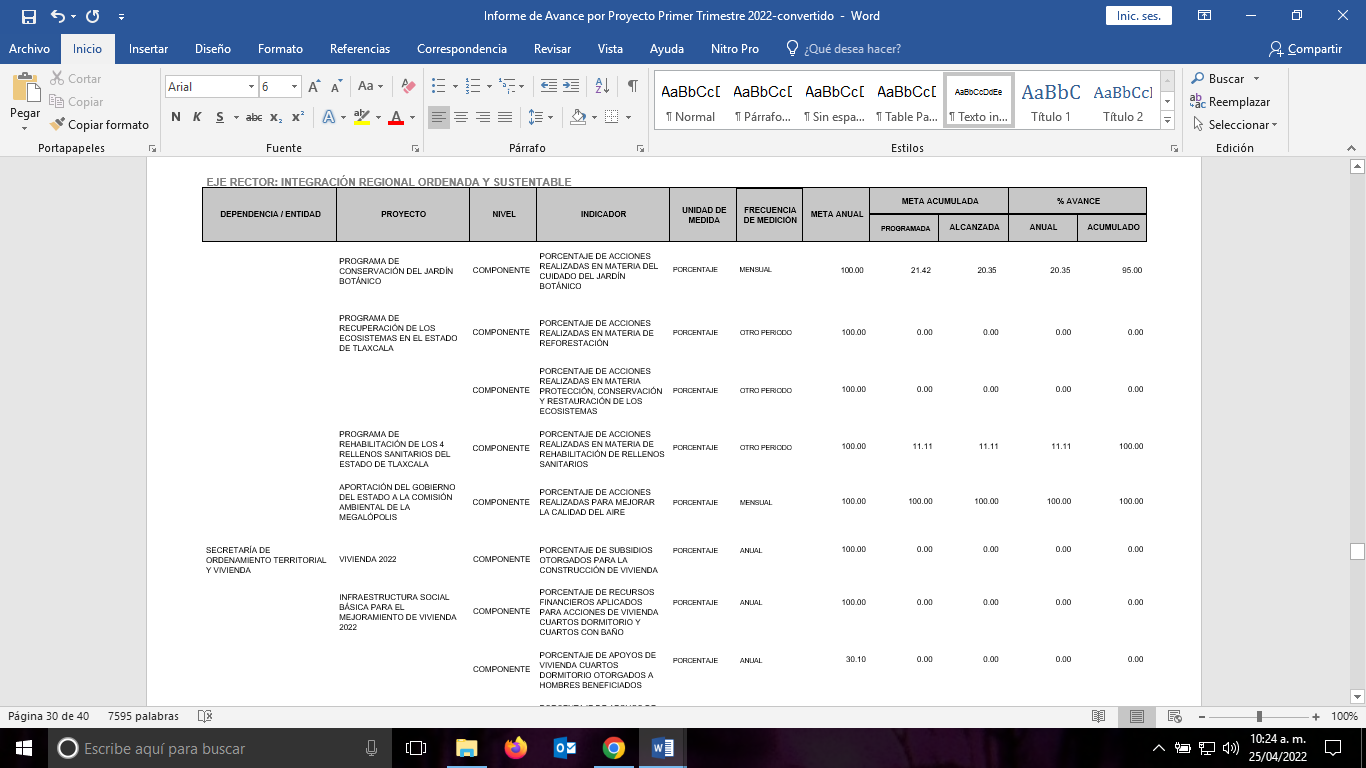 Informe de Avance por Proyecto Primer Trimestre 2022-convertido - Word
Inic. ses.
Archivo Inicio Insertar Diseño Formato Referencias Correspondencia Revisar Vista Ayuda Nitro Pro ¿Qué desea hacer? Compartir
Pegar
Cortar
Copiar
Copiar formato
Portapapeles
Arial 6
N K S abc x₂ x²
Fuente
Párrafo
AaBbCcI AaBbCcI AaBbCcI AaBbCcI AaBbCcDdEe AaBbC AaBbCcI
¶ Normal ¶ Párrafo... ¶ Sin espa... ¶ Table Pa... ¶ Texto in... Título 1 Título 2
Estilos
Buscar
Reemplazar
Seleccionar
Edición
EJE RECTOR: INTEGRACIÓN REGIONAL ORDENADA Y SUSTENTABLE
DEPENDENCIA / ENTIDAD
PROYECTO
NIVEL
INDICADOR
UNIDAD DE
MEDIDA
FRECUENCIA
DE MEDICIÓN
META ANUAL
META ACUMULADA
PROGRAMADA
ALCANZADA
% AVANCE
ANUAL
ACUMULADO
PROGRAMA DE
CONSERVACIÓN DEL JARDÍN
BOTÁNICO
COMPONENTE
PORCENTAJE DE ACCIONES
REALIZADAS EN MATERIA DEL
CUIDADO DEL JARDÍN
BOTÁNICO
PORCENTAJE MENSUAL 100.00 21.42 20.35 20.35 95.00
PROGRAMA DE
RECUPERACIÓN DE LOS
ECOSISTEMAS EN EL ESTADO
DE TLAXCALA
COMPONENTE
PORCENTAJE DE ACCIONES
REALIZADAS EN MATERIA DE
REFORESTACIÓN
PORCENTAJE OTRO PERIODO 100.00 0.00 0.00 0.00 0.00
COMPONENTE
PORCENTAJE DE ACCIONES
REALIZADAS EN MATERIA
PROTECCIÓN, CONSERVACIÓN
Y RESTAURACIÓN DE LOS
ECOSISTEMAS
PORCENTAJE OTRO PERIODO 100.00 0.00 0.00 0.00 0.00
PROGRAMA DE
REHABILITACIÓN DE LOS 4
RELLENOS SANITARIOS DEL
ESTADO DE TLAXCALA
COMPONENTE
PORCENTAJE DE ACCIONES
REALIZADAS EN MATERIA DE
REHABILITACIÓN DE RELLENOS
SANITARIOS
PORCENTAJE OTRO PERIODO 100.00 11.11 11.11 11.11 100.00
APORTACIÓN DEL GOBIERNO
DEL ESTADO A LA COMISIÓN
AMBIENTAL DE LA
MEGALÓPOLIS
COMPONENTE
PORCENTAJE DE ACCIONES
REALIZADAS PARA MEJORAR
LA CALIDAD DEL AIRE
PORCENTAJE MENSUAL 100.00 100.00 100.00 100.00 100.00
SECRETARÍA DE
ORDENAMIENTO TERRITORIAL
Y VIVIENDA
VIVIENDA 2022
COMPONENTE
PORCENTAJE DE SUBSIDIOS
OTORGADOS PARA LA
CONSTRUCCIÓN DE VIVIENDA
PORCENTAJE ANUAL 100.00 0.00 0.00 0.00 0.00
INFRAESTRUCTURA SOCIAL
BÁSICA PARA EL
MEJORAMIENTO DE VIVIENDA
2022
COMPONENTE
PORCENTAJE DE RECURSOS
FINANCIEROS APLICADOS
PARA ACCIONES DE VIVIENDA
CUARTOS DORMITORIO Y
CUARTOS CON BAÑO
PORCENTAJE ANUAL 100.00 0.00 0.00 0.00 0.00
COMPONENTE
PORCENTAJE DE APOYOS DE
VIVIENDA CUARTOS
DORMITORIO OTORGADOS A
HOMBRES BENEFICIADOS
PORCENTAJE ANUAL 30.10 0.00 0.00 0.00 0.00
Página 30 de 40 7595 palabras 100%
Escribe aquí para buscar
10:24 a. m.
25/04/2022